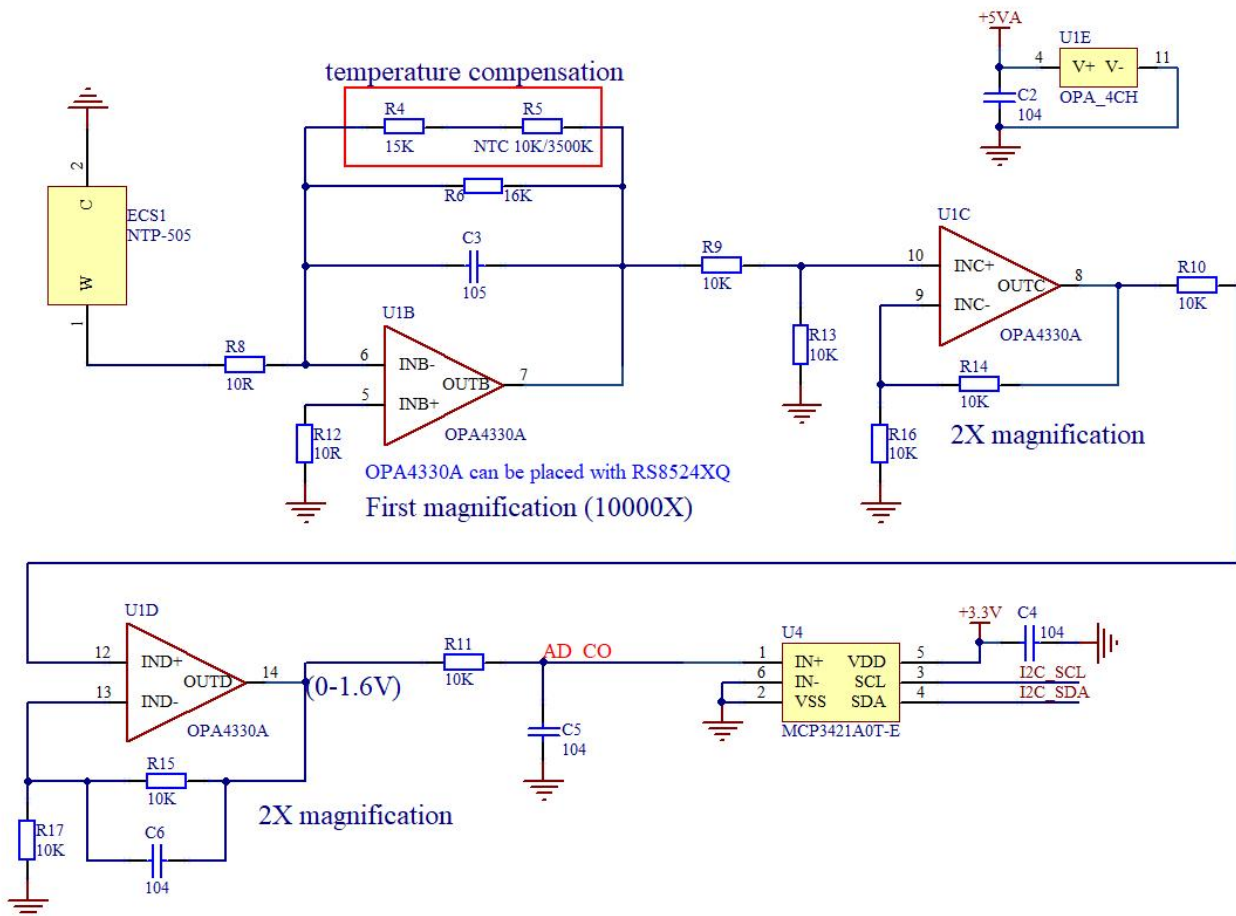 +5VA
U1E
4
V+ V-
11
OPA_4CH
C2
104
temperature compensation
R4
R5
15K
NTC 10K/3500K
R6
16K
2
C
ECS1
NTP-505
W
1
C3
105
U1B
R8
10R
6
INB-
OUTB
7
5
INB+
OPA4330A
R12
10R
OPA4330A can be placed with RS8524XQ
First magnification (10000X)
R9
10K
R13
10K
U1C
10
INC+
OUTC
8
9
INC-
OPA4330A
R10
10K
R14
10K
R16
10K
2X magnification
U1D
12
IND+
OUTD
14
13
IND-
OPA4330A
(0-1.6V)
R11
10K
AD_CO
C5
104
R15
10K
C6
104
R17
10K
2X magnification
U4
1
IN+
VDD
5
6
IN-
SCL
3
2
VSS
SDA
4
MCP3421A0T-E
+3.3V
C4
104
I2C_SCL
I2C_SDA